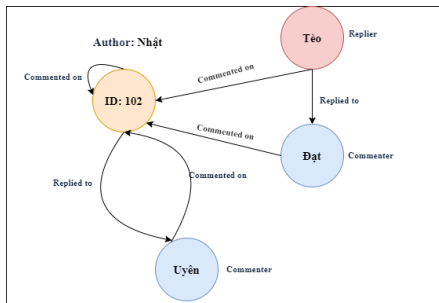 Author: Nhật
Tèo
Replier
Commented on
Commented on
ID: 102
Replied to
Commented on
Đạt
Commenter
Replied to
Commented on
Uyên
Commenter